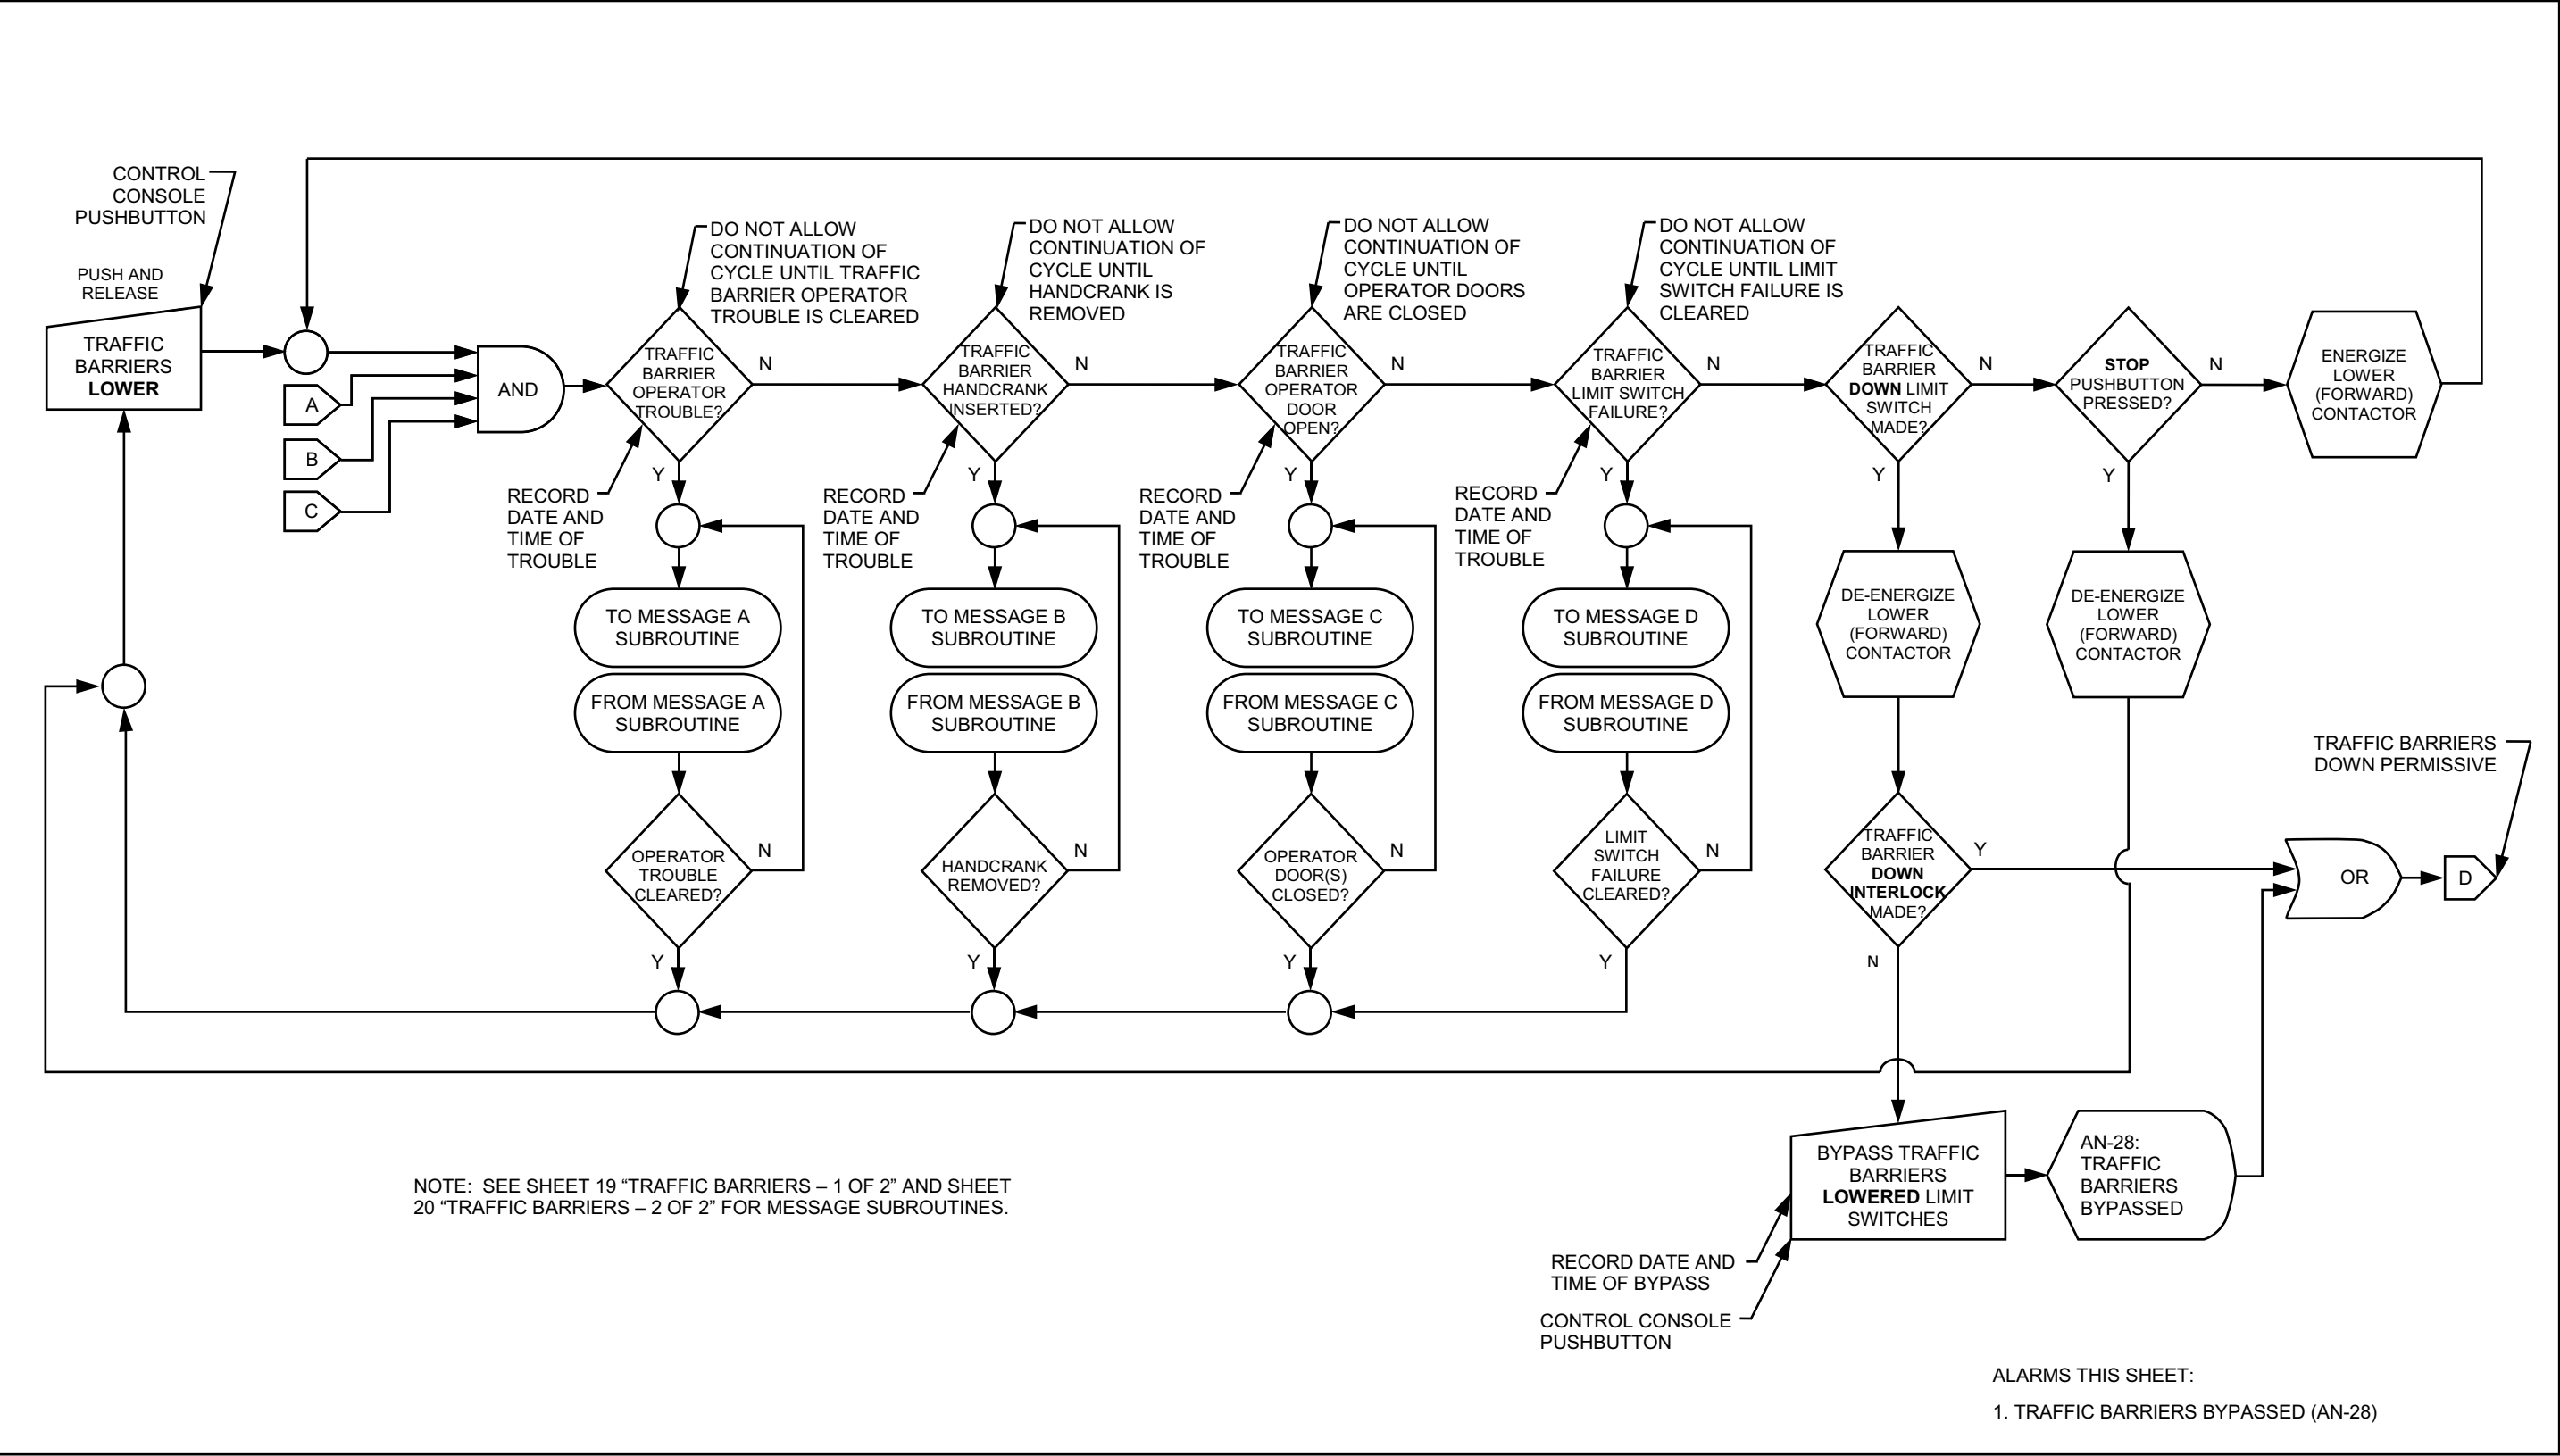 CONTROL
CONSOLE
PUSHBUTTON
PUSH AND
RELEASE
TRAFFIC
BARRIERS
LOWER
A
B
C
AND
DO NOT ALLOW
CONTINUATION OF
CYCLE UNTIL TRAFFIC
BARRIER OPERATOR
TROUBLE IS CLEARED
TRAFFIC
BARRIER
OPERATOR
TROUBLE?
N
Y
RECORD
DATE AND
TIME OF
TROUBLE
TO MESSAGE A
SUBROUTINE
FROM MESSAGE A
SUBROUTINE
OPERATOR
TROUBLE
CLEARED?
N
Y
DO NOT ALLOW
CONTINUATION OF
CYCLE UNTIL
HANDCRANK IS
REMOVED
TRAFFIC
BARRIER
HANDCRANK
INSERTED?
N
Y
RECORD
DATE AND
TIME OF
TROUBLE
TO MESSAGE B
SUBROUTINE
FROM MESSAGE B
SUBROUTINE
HANDCRANK
REMOVED?
N
Y
DO NOT ALLOW
CONTINUATION OF
CYCLE UNTIL
OPERATOR DOORS
ARE CLOSED
TRAFFIC
BARRIER
OPERATOR
DOOR
OPEN?
N
Y
RECORD
DATE AND
TIME OF
TROUBLE
TO MESSAGE C
SUBROUTINE
FROM MESSAGE C
SUBROUTINE
OPERATOR
DOOR(S)
CLOSED?
N
Y
DO NOT ALLOW
CONTINUATION OF
CYCLE UNTIL LIMIT
SWITCH FAILURE IS
CLEARED
TRAFFIC
BARRIER
LIMIT SWITCH
FAILURE?
N
Y
RECORD
DATE AND
TIME OF
TROUBLE
TO MESSAGE D
SUBROUTINE
FROM MESSAGE D
SUBROUTINE
LIMIT
SWITCH
FAILURE
CLEARED?
N
Y
TRAFFIC
BARRIER
DOWN LIMIT
SWITCH
MADE?
N
Y
DE-ENERGIZE
LOWER
(FORWARD)
CONTACTOR
TRAFFIC
BARRIER
DOWN
INTERLOCK
MADE?
Y
N
STOP
PUSHBUTTON
PRESSED?
N
Y
DE-ENERGIZE
LOWER
(FORWARD)
CONTACTOR
ENERGIZE
LOWER
(FORWARD)
CONTACTOR
TRAFFIC BARRIERS
DOWN PERMISSIVE
OR
D
BYPASS TRAFFIC
BARRIERS
LOWERED LIMIT
SWITCHES
AN-28:
TRAFFIC
BARRIERS
BYPASSED
RECORD DATE AND
TIME OF BYPASS
CONTROL CONSOLE
PUSHBUTTON
NOTE: SEE SHEET 19 “TRAFFIC BARRIERS – 1 OF 2” AND SHEET
20 “TRAFFIC BARRIERS – 2 OF 2” FOR MESSAGE SUBROUTINES.
ALARMS THIS SHEET:
1. TRAFFIC BARRIERS BYPASSED (AN-28)